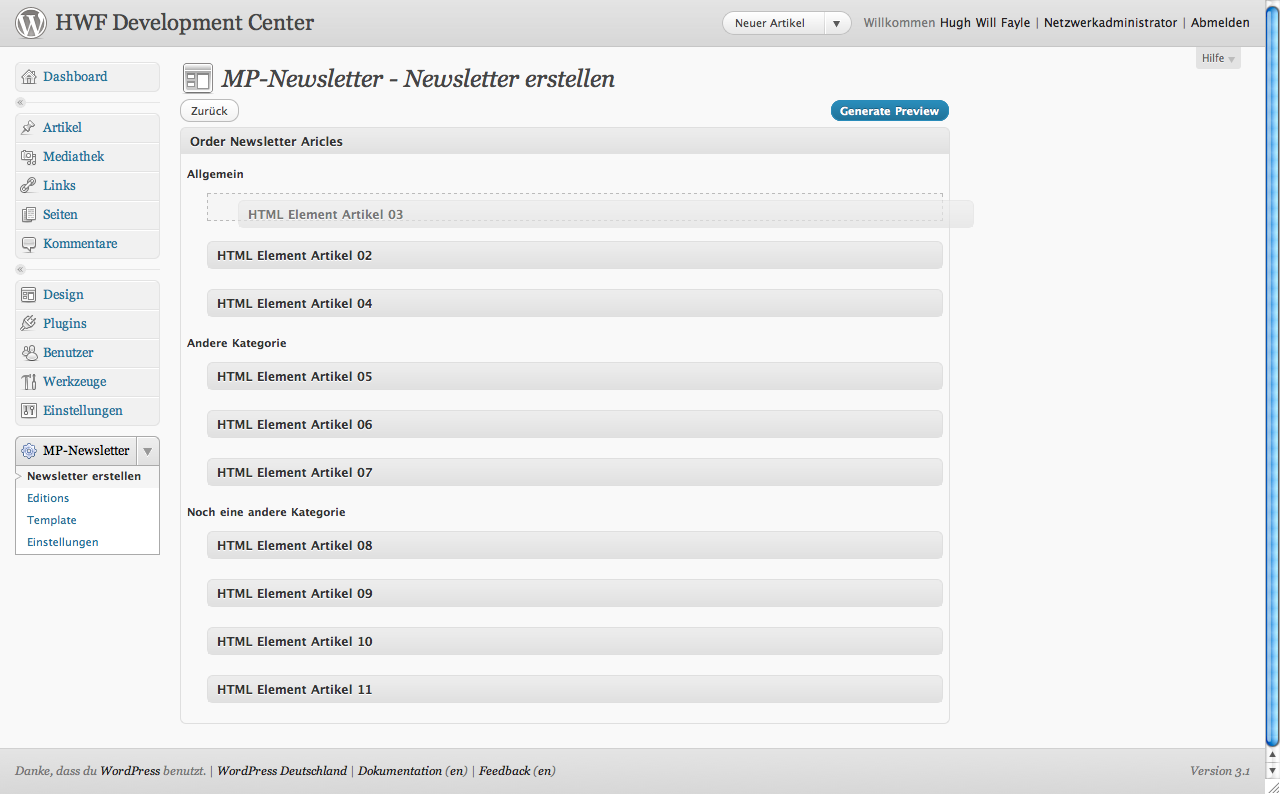 HWF Development Center
Neuer Artikel
Willkommen Hugh Will Fayle | Netzwerkadministrator | Abmelden
Hilfe
Dashboard
Artikel
Mediathek
Links
Seiten
Kommentare
Design
Plugins
Benutzer
Werkzeuge
Einstellungen
MP-Newsletter
Newsletter erstellen
Editions
Template
Einstellungen
MP-Newsletter - Newsletter erstellen
Zurück
Generate Preview
Order Newsletter Aricles
Allgemein
HTML Element Artikel 03
HTML Element Artikel 02
HTML Element Artikel 04
Andere Kategorie
HTML Element Artikel 05
HTML Element Artikel 06
HTML Element Artikel 07
Noch eine andere Kategorie
HTML Element Artikel 08
HTML Element Artikel 09
HTML Element Artikel 10
HTML Element Artikel 11
Danke, dass du WordPress benutzt. | WordPress Deutschland | Dokumentation (en) | Feedback (en)
Version 3.1